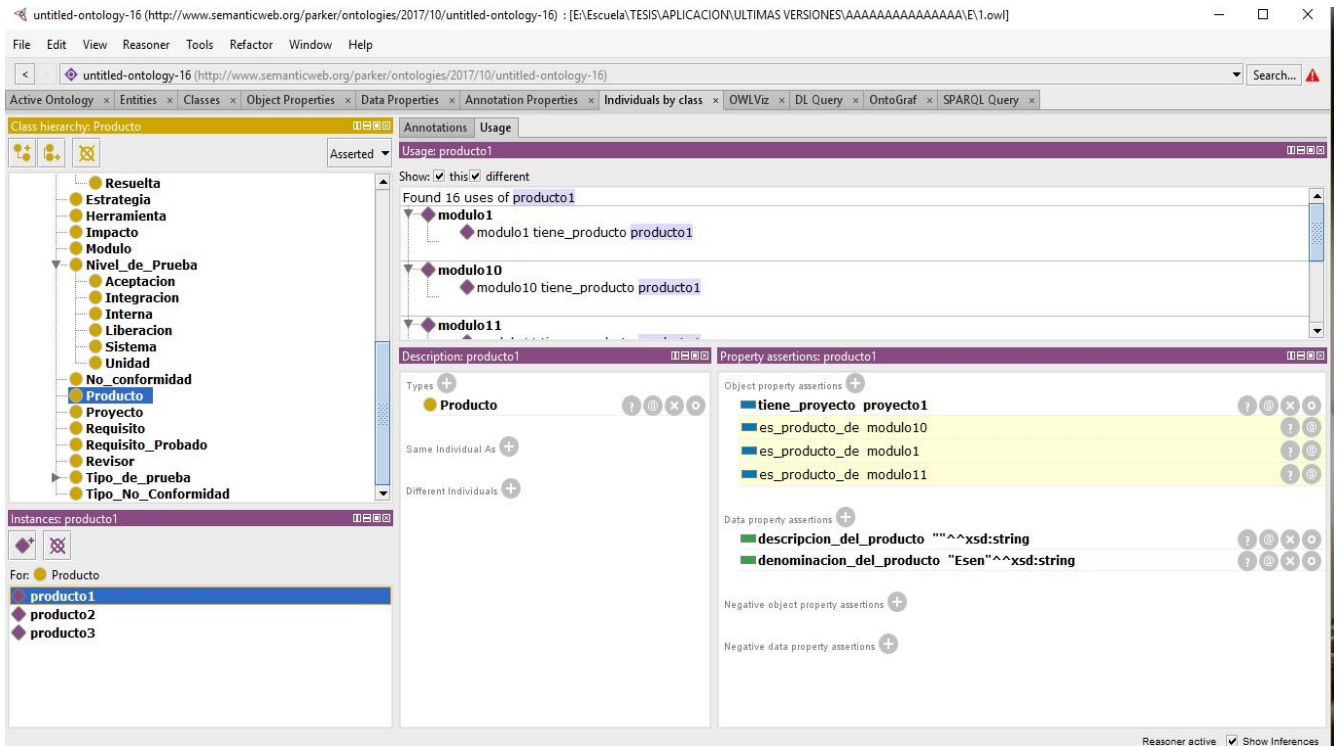 untitled-ontology-16 (http://www.semanticweb.org/parker/ontologies/2017/10/untitled-ontology-16) : [E:\Escuela\TESIS\APLICACION\ULTIMAS VERSIONES\AAAAAAAAAAAAAAA\E\1.owl]
File Edit View Reasoner Tools Refactor Window Help
untitled-ontology-16 (http://www.semanticweb.org/parker/ontologies/2017/10/untitled-ontology-16)
Search...
Active Ontology × Entities × Classes × Object Properties × Data Properties × Annotation Properties × Individuals by class × OWLViz × DL Query × OntoGraf × SPARQL Query ×
Class hierarchy: Producto
Asserted
Resuelta
Estrategia
Herramienta
Impacto
Modulo
Nivel_de_Prueba
Aceptacion
Integracion
Interna
Liberacion
Sistema
Unidad
No_conformidad
Producto
Proyecto
Requisito
Requisito_Probado
Revisor
Tipo_de_prueba
Tipo_No_Conformidad
Instances: producto1
For: Producto
producto1
producto2
producto3
Annotations Usage
Usage: producto1
Show: this different
Found 16 uses of producto1
modulo1
modulo1 tiene_producto producto1
modulo10
modulo10 tiene_producto producto1
modulo11
Description: producto1
Types
Producto
Same Individual As
Different Individuals
Property assertions: producto1
Object property assertions
tiene_proyecto proyecto1
es_producto_de modulo10
es_producto_de modulo1
es_producto_de modulo11
Data property assertions
descripcion_del_producto ""^^xsd:string
denominacion_del_producto "Esen"^^xsd:string
Negative object property assertions
Negative data property assertions
Reasoner active Show Inferences